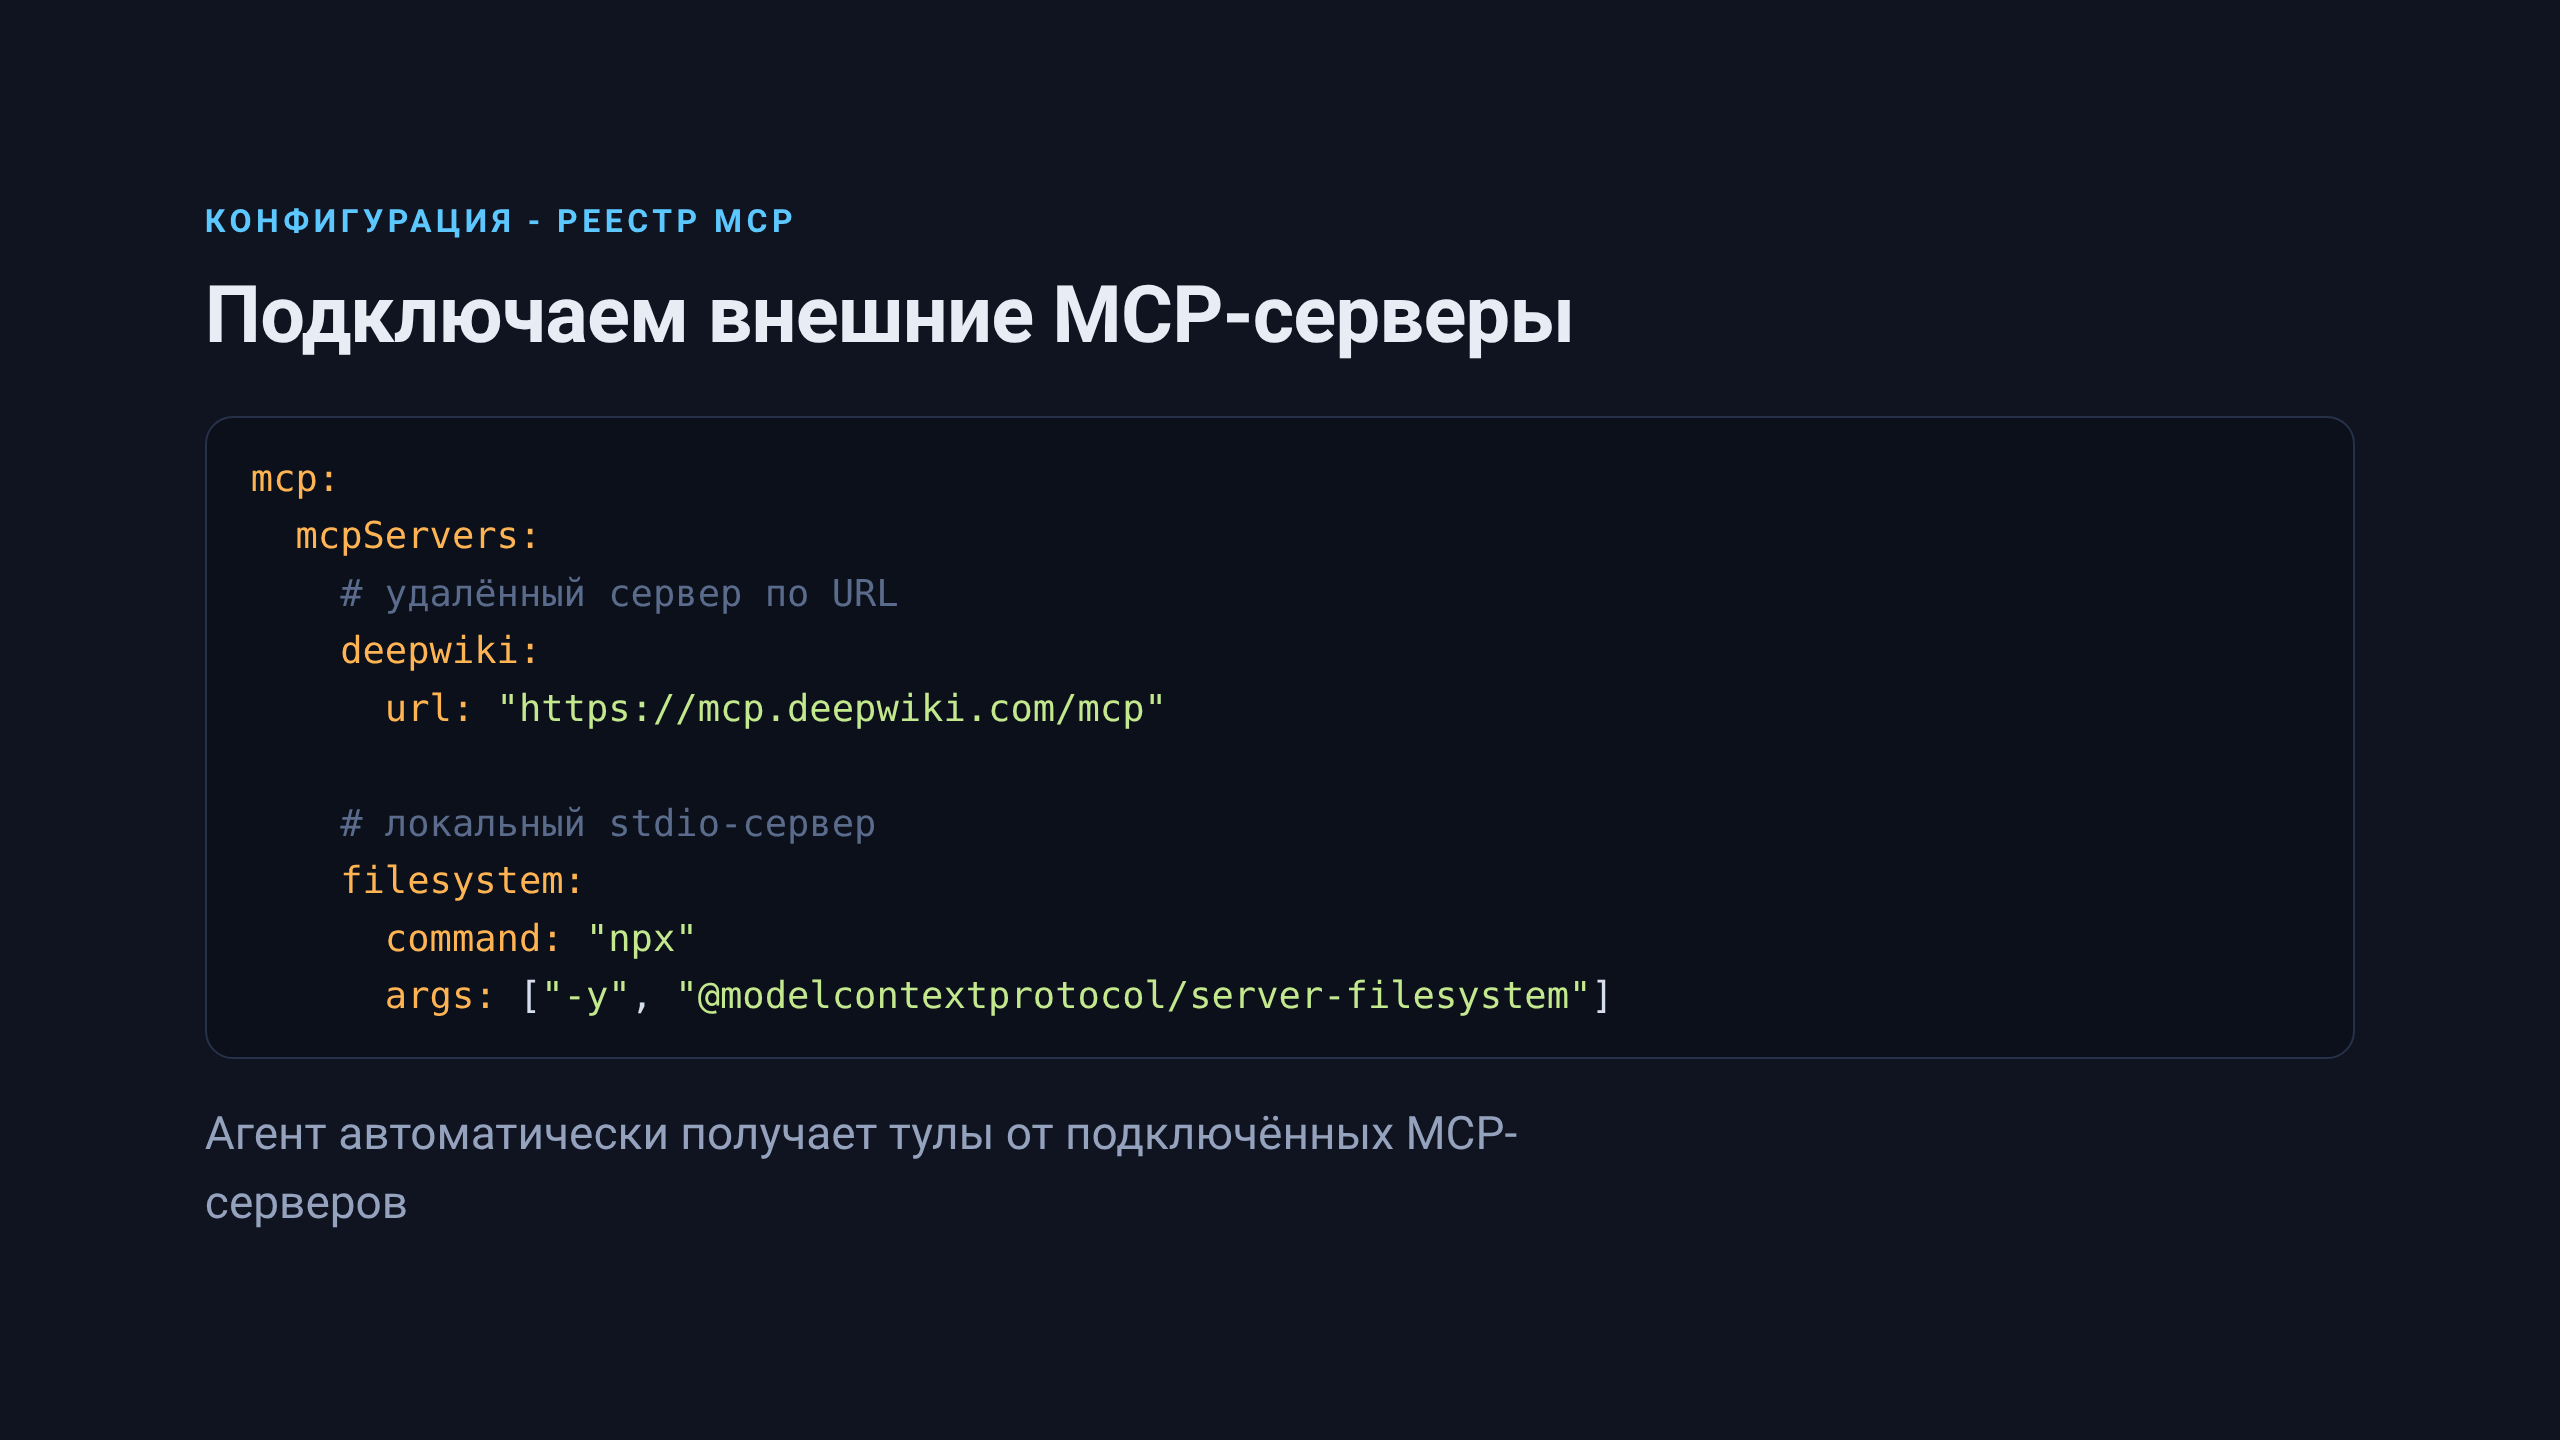 КОНФИГУРАЦИЯ - РЕЕСТР MCP
Подключаем внешние MCP-серверы
mcp:
  mcpServers:
    # удалённый сервер по URL
    deepwiki:
      url: "https://mcp.deepwiki.com/mcp"
    # локальный stdio-сервер
    filesystem:
      command: "npx"
      args: ["-y", "@modelcontextprotocol/server-filesystem"]
Агент автоматически получает тулы от подключённых MCP-
серверов